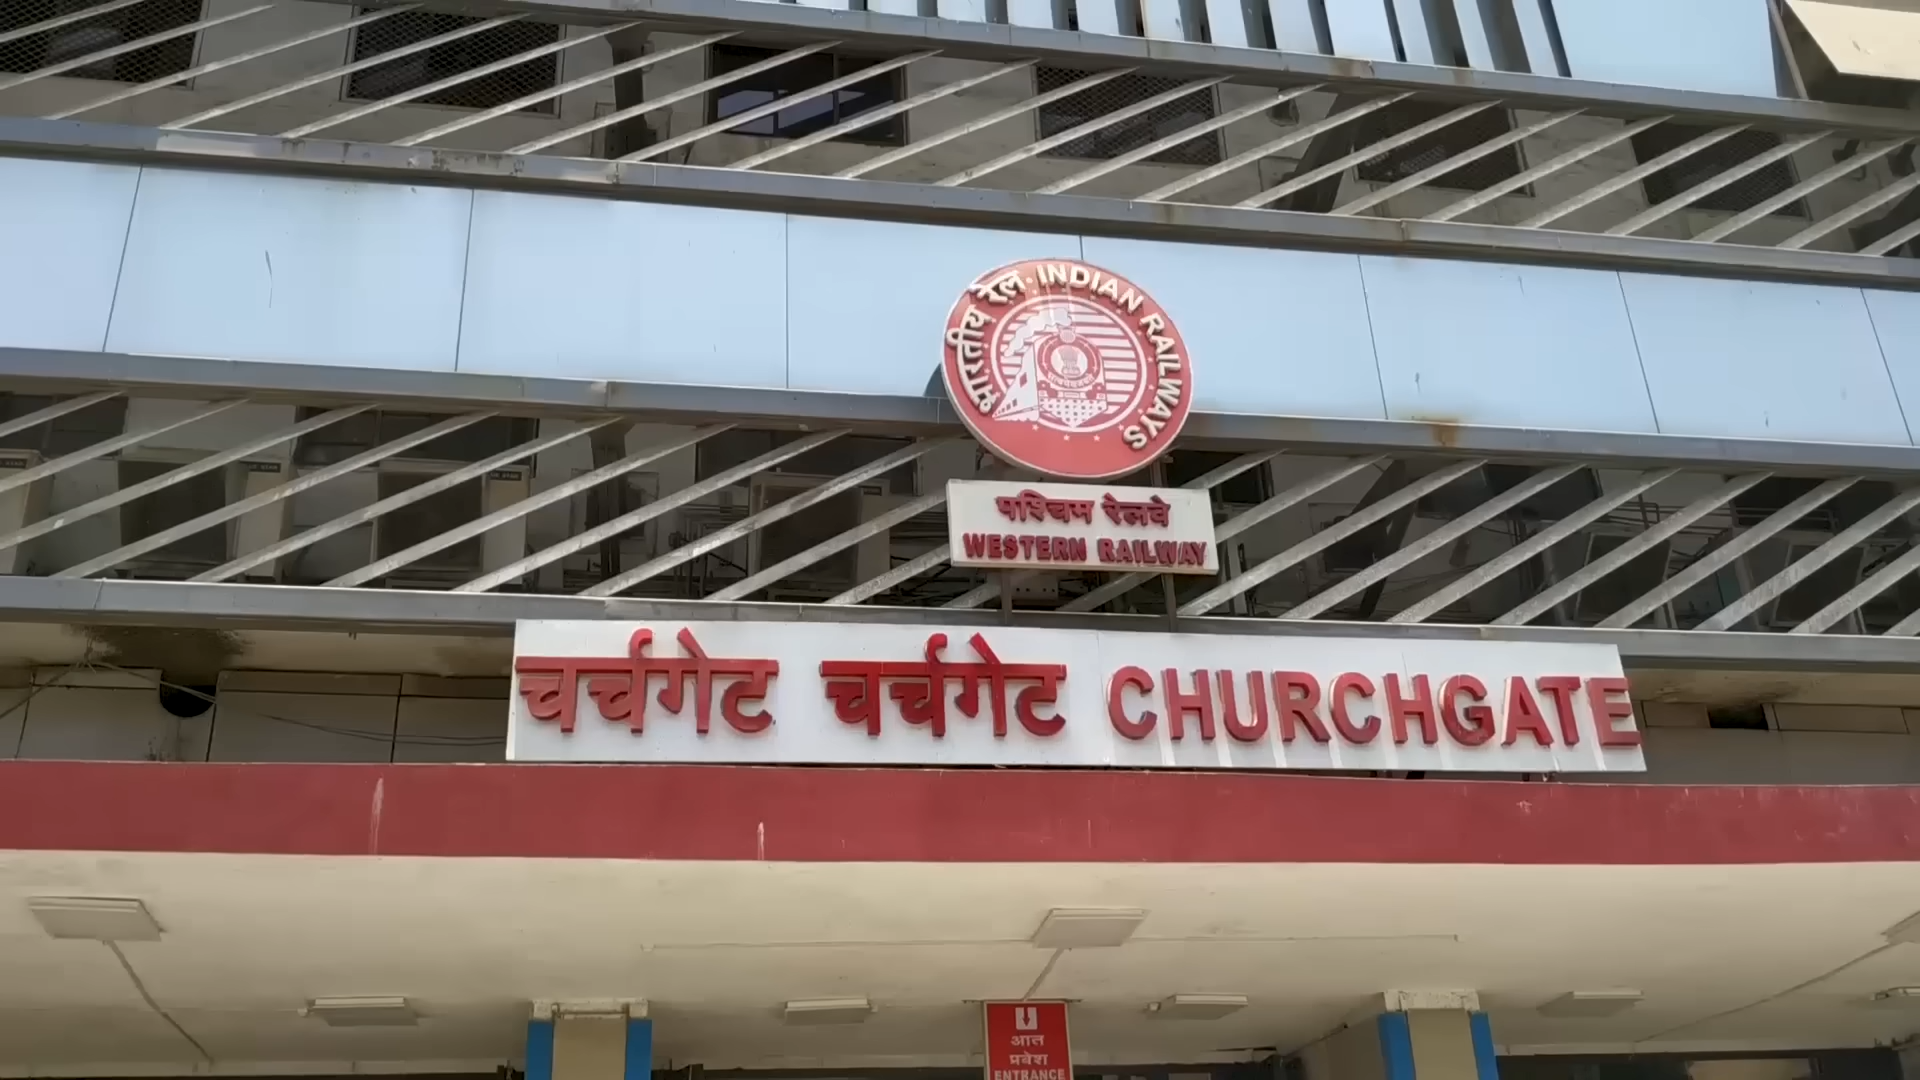 भारतीय रेल INDIAN RAILWAYS
पश्चिम रेलवे
WESTERN RAILWAY
चर्चगेट चर्चगेट CHURCHGATE
आत
प्रवेश
ENTRANCE